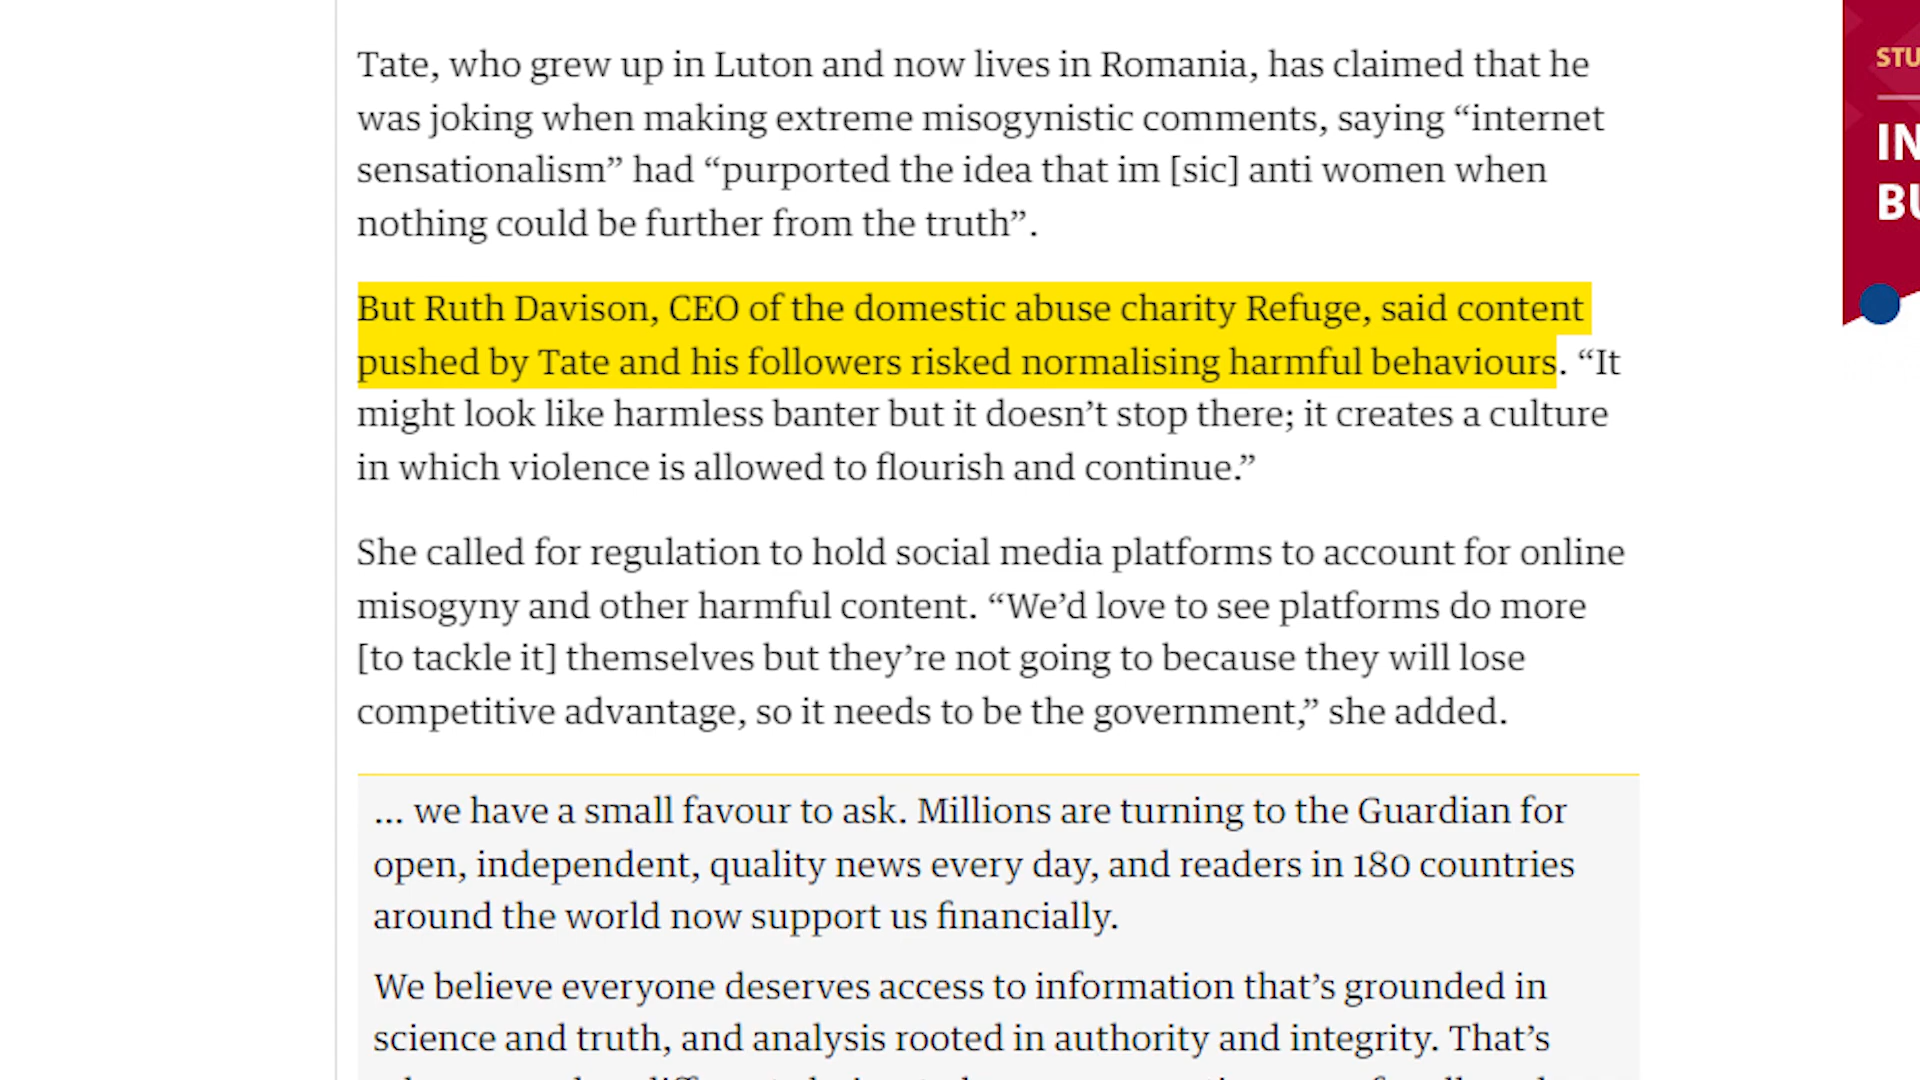 Tate, who grew up in Luton and now lives in Romania, has claimed that he
was joking when making extreme misogynistic comments, saying “internet
sensationalism” had “purported the idea that im [sic] anti women when
nothing could be further from the truth”.
But Ruth Davison, CEO of the domestic abuse charity Refuge, said content
pushed by Tate and his followers risked normalising harmful behaviours. “It
might look like harmless banter but it doesn’t stop there; it creates a culture
in which violence is allowed to flourish and continue.”
She called for regulation to hold social media platforms to account for online
misogyny and other harmful content. “We’d love to see platforms do more
[to tackle it] themselves but they’re not going to because they will lose
competitive advantage, so it needs to be the government,” she added.
... we have a small favour to ask. Millions are turning to the Guardian for
open, independent, quality news every day, and readers in 180 countries
around the world now support us financially.
We believe everyone deserves access to information that’s grounded in
science and truth, and analysis rooted in authority and integrity. That’s
STU
IN
BU